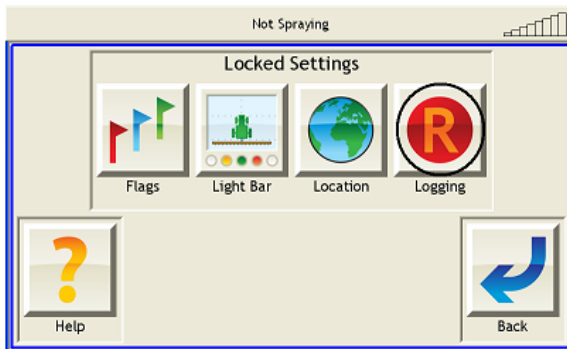 Not Spraying
Locked Settings
R
Flags Light Bar Location Logging
?
Help Back